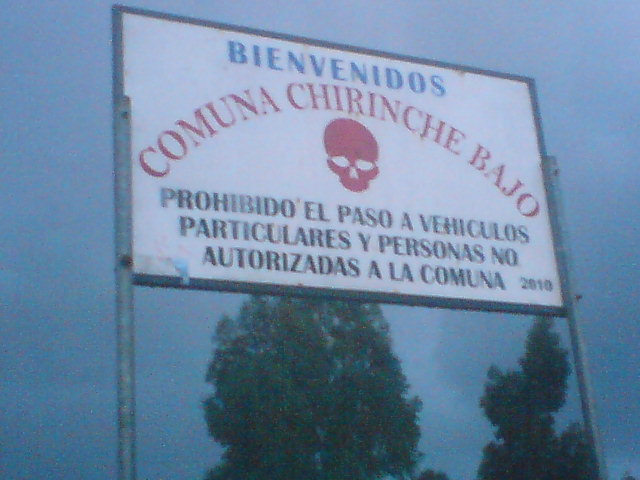 BIENVENIDOS
COMUNA CHIRINCHE BAJO
PROHIBIDO EL PASO A VEHICULOS
PARTICULARES Y PERSONAS NO
AUTORIZADAS A LA COMUNA 2010